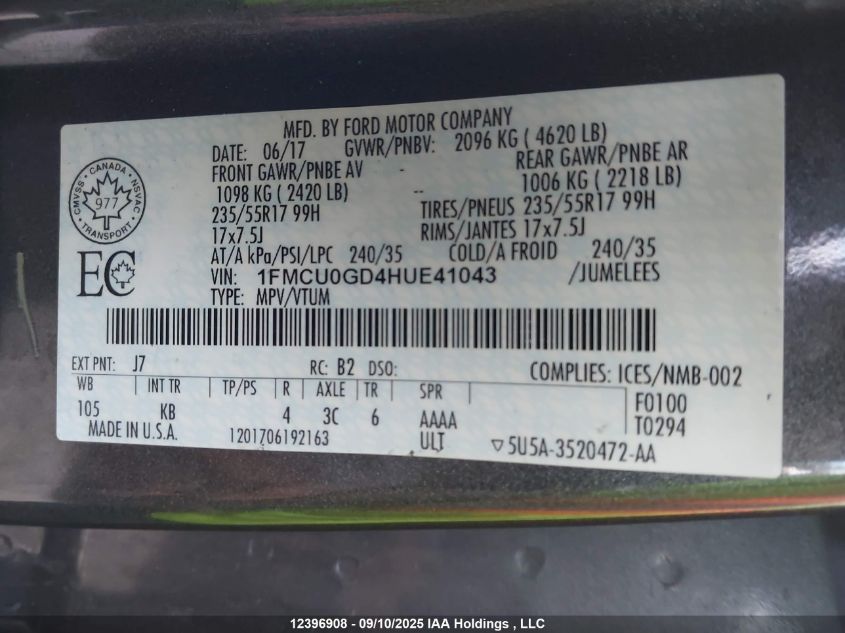 MFD. BY FORD MOTOR COMPANY
DATE: 06/17 GVWR/PNBV: 2096 KG ( 4620 LB)
FRONT GAWR/PNBE AV REAR GAWR/PNBE AR
1098 KG ( 2420 LB) -- 1006 KG ( 2218 LB)
235/55R17 99H TIRES/PNEUS 235/55R17 99H
17x7.5J RIMS/JANTES 17x7.5J
AT/A kPa/PSI/LPC 240/35 COLD/A FROID 240/35
VIN: 1FMCU0GD4HUE41043 /JUMELEES
TYPE: MPV/VTUM
CMVSS · CANADA · NSVAC
977
TRANSPORT
EC
EXT PNT: J7 RC: B2 DSO: COMPLIES: ICES/NMB-002
WB INT TR TP/PS R AXLE TR SPR F0100
105 KB 4 3C 6 AAAA T0294
MADE IN U.S.A. 1201706192163 ULT ▽ 5U5A-3520472-AA
12396908 - 09/10/2025 IAA Holdings , LLC